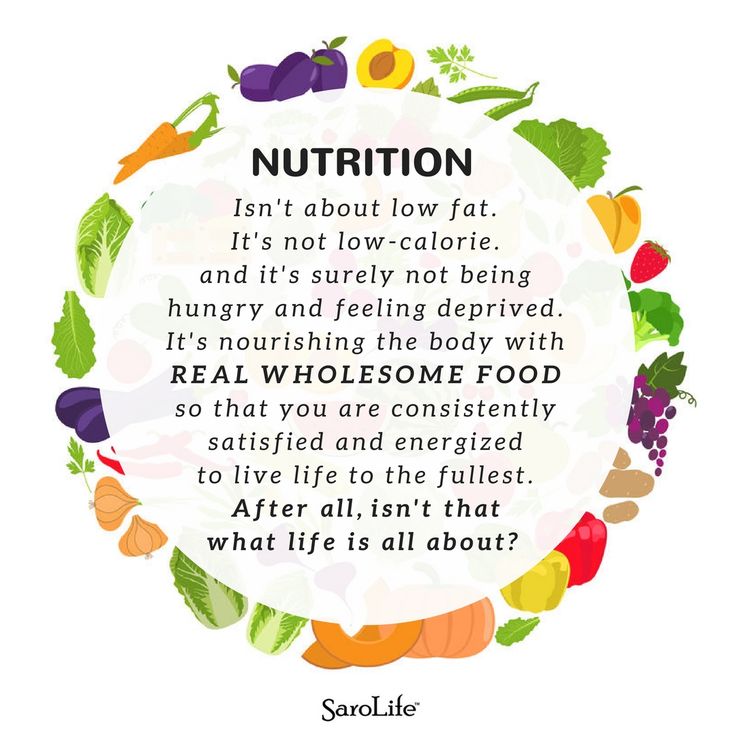 NUTRITION
Isn't about low fat.
It's not low-calorie.
and it's surely not being
hungry and feeling deprived.
It's nourishing the body with
REAL WHOLESOME FOOD
so that you are consistently
satisfied and energized
to live life to the fullest.
After all, isn't that
what life is all about?
SaroLife™